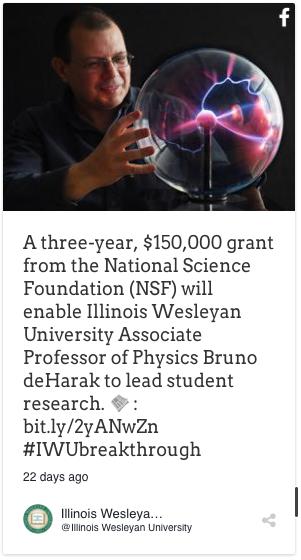 A three-year, $150,000 grant
from the National Science
Foundation (NSF) will
enable Illinois Wesleyan
University Associate
Professor of Physics Bruno
deHarak to lead student
research. 🗞 :
bit.ly/2yANwZn
#IWUbreakthrough
22 days ago
Illinois Wesleya...
@Illinois Wesleyan University